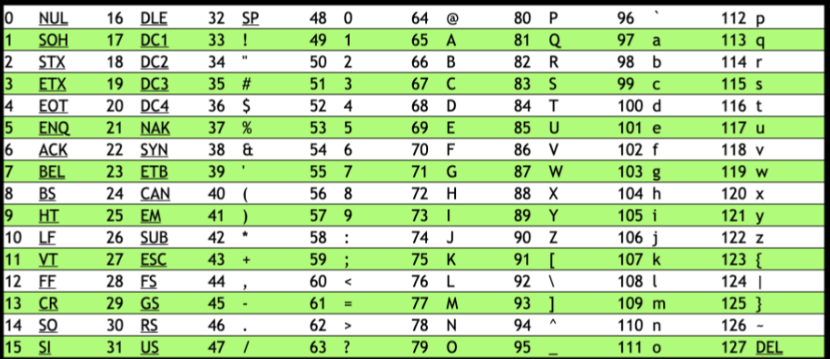 0 NUL 16 DLE 32 SP 48 0 64 @ 80 P 96 ` 112 p
1 SOH 17 DC1 33 ! 49 1 65 A 81 Q 97 a 113 q
2 STX 18 DC2 34 " 50 2 66 B 82 R 98 b 114 r
3 ETX 19 DC3 35 # 51 3 67 C 83 S 99 c 115 s
4 EOT 20 DC4 36 $ 52 4 68 D 84 T 100 d 116 t
5 ENQ 21 NAK 37 % 53 5 69 E 85 U 101 e 117 u
6 ACK 22 SYN 38 & 54 6 70 F 86 V 102 f 118 v
7 BEL 23 ETB 39 ' 55 7 71 G 87 W 103 g 119 w
8 BS 24 CAN 40 ( 56 8 72 H 88 X 104 h 120 x
9 HT 25 EM 41 ) 57 9 73 I 89 Y 105 i 121 y
10 LF 26 SUB 42 * 58 : 74 J 90 Z 106 j 122 z
11 VT 27 ESC 43 + 59 ; 75 K 91 [ 107 k 123 {
12 FF 28 FS 44 , 60 < 76 L 92 \ 108 l 124 |
13 CR 29 GS 45 - 61 = 77 M 93 ] 109 m 125 }
14 SO 30 RS 46 . 62 > 78 N 94 ^ 110 n 126 ~
15 SI 31 US 47 / 63 ? 79 O 95 _ 111 o 127 DEL